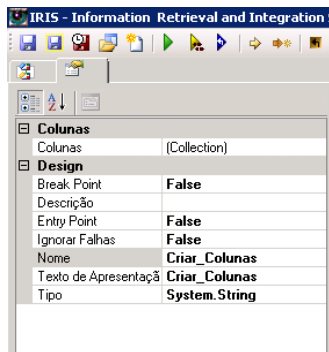 IRIS - Information Retrieval and Integration
Colunas
Colunas (Collection)
Design
Break Point False
Descrição
Entry Point False
Ignorar Falhas False
Nome Criar_Colunas
Texto de Apresentaçã Criar_Colunas
Tipo System.String